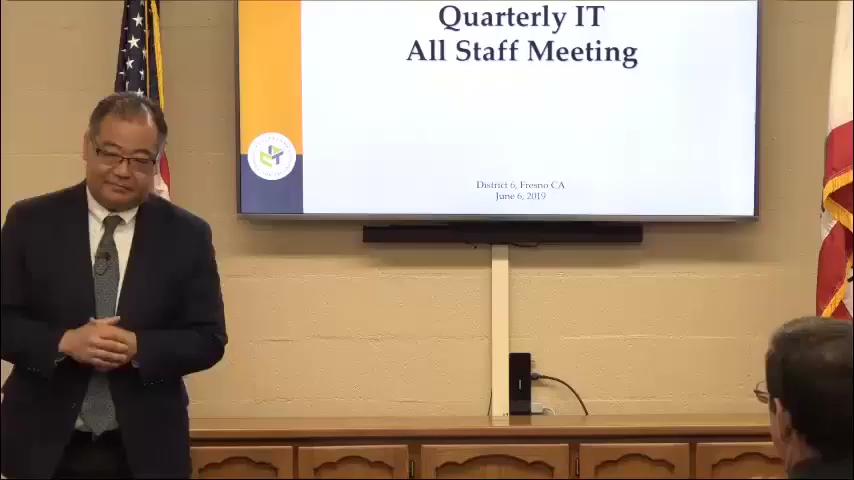 Quarterly IT
All Staff Meeting
District 6, Fresno CA
June 6, 2019